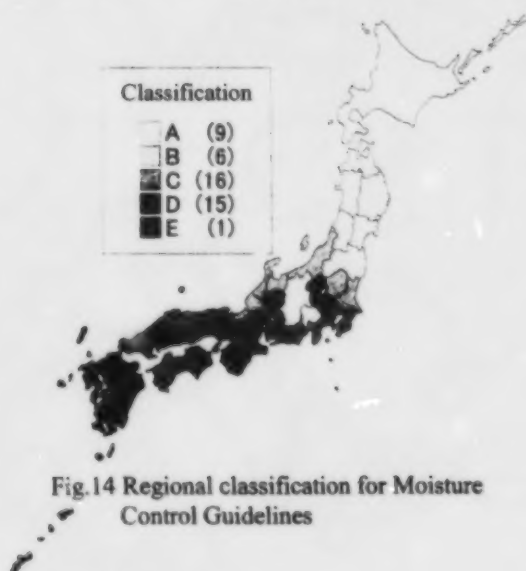 Classification
A (9)
B (6)
C (16)
D (15)
E (1)
Fig.14 Regional classification for Moisture
Control Guidelines